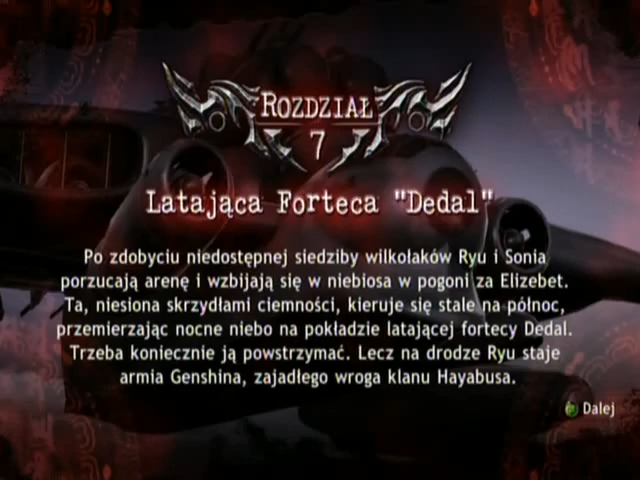 Rozdział
7
Latająca Forteca "Dedal"
Po zdobyciu niedostępnej siedziby wilkołaków Ryu i Sonia
porzucają arenę i wzbijają się w niebiosa w pogoni za Elizebet.
Ta, niesiona skrzydłami ciemności, kieruje się stale na północ,
przemierzając nocne niebo na pokładzie latającej fortecy Dedal.
Trzeba koniecznie ją powstrzymać. Lecz na drodze Ryu staje
armia Genshina, zajadłego wroga klanu Hayabusa.
Dalej